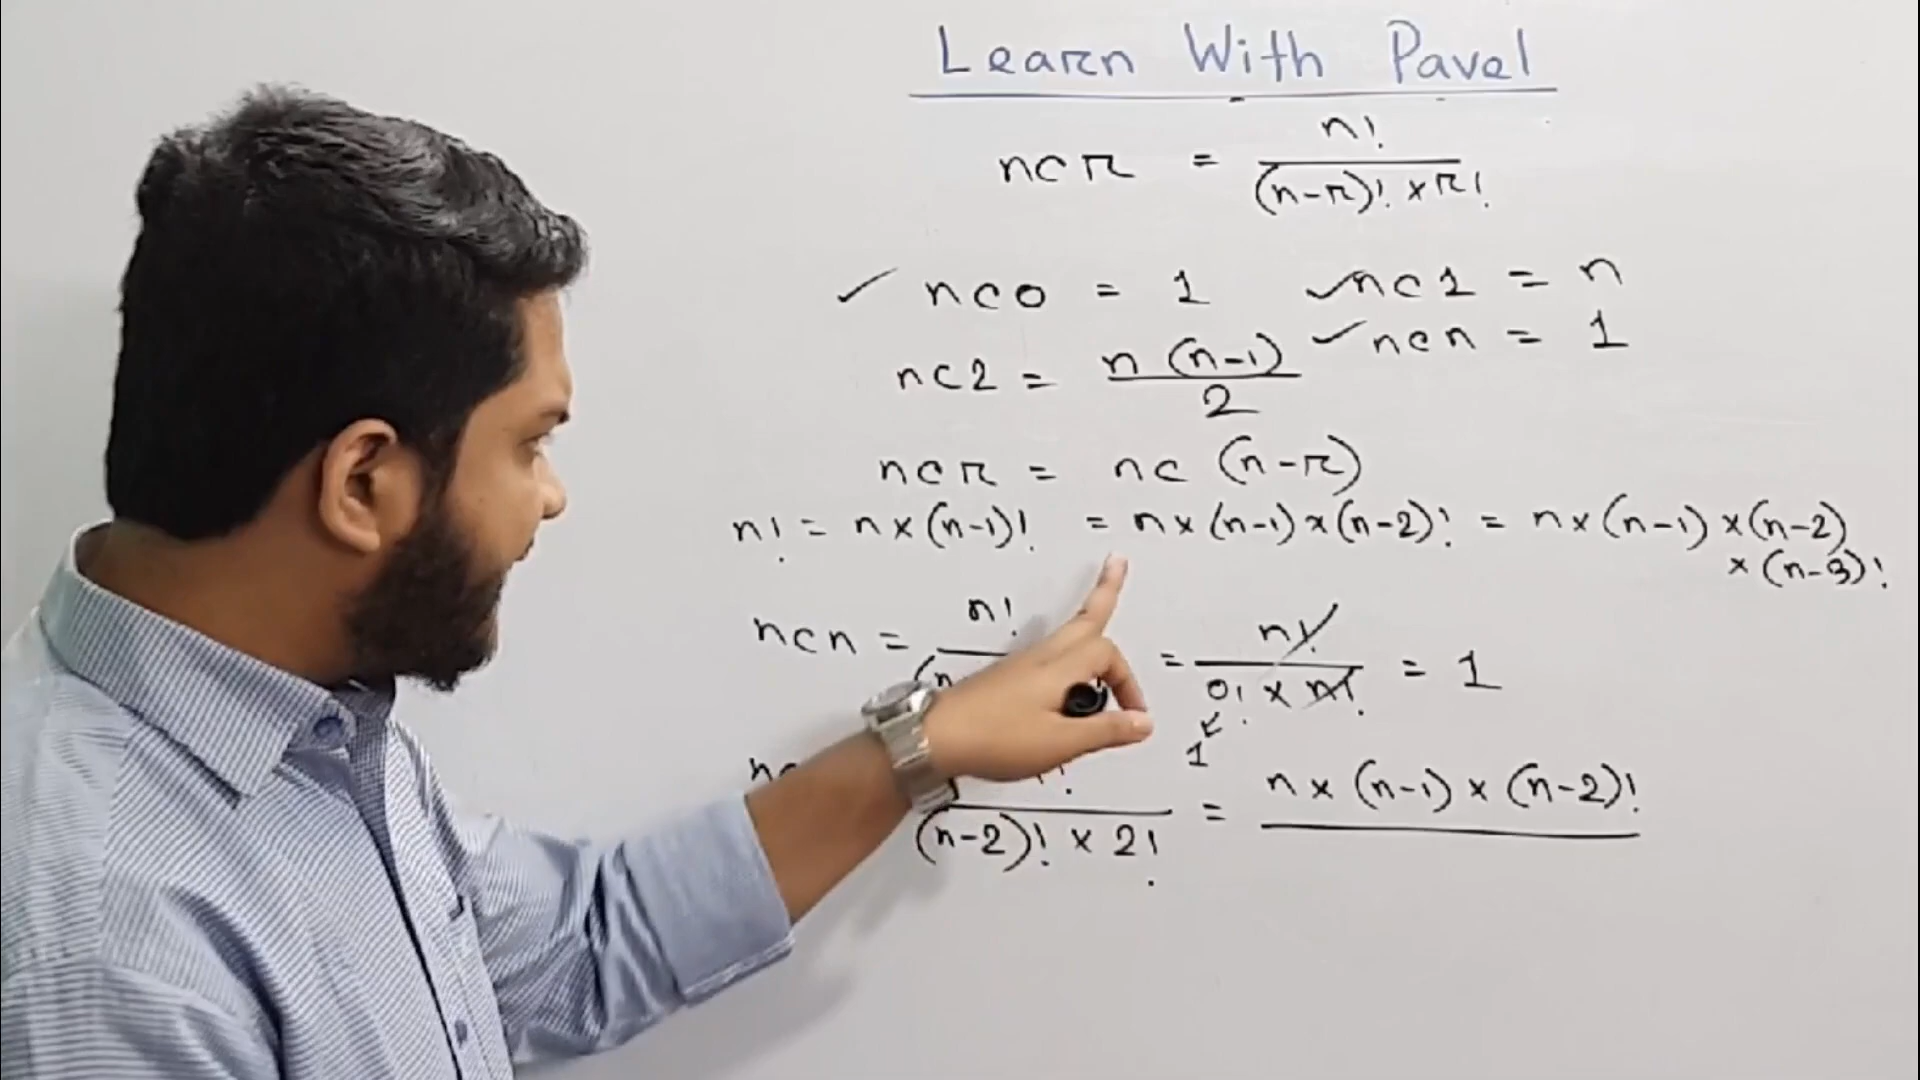 Learn With Pavel
ncr = n! / (n-r)! × r!
✓ nc0 = 1 ✓ nc1 = n
nc2 = n (n-1) / 2 ✓ ncn = 1
ncr = nc (n-r)
n! = n × (n-1)! = n × (n-1) × (n-2)! = n × (n-1) × (n-2)
× (n-3)!
ncn = n! / (n = n! / 0! × n! = 1
1
nc / (n-2)! × 2! = n × (n-1) × (n-2)!